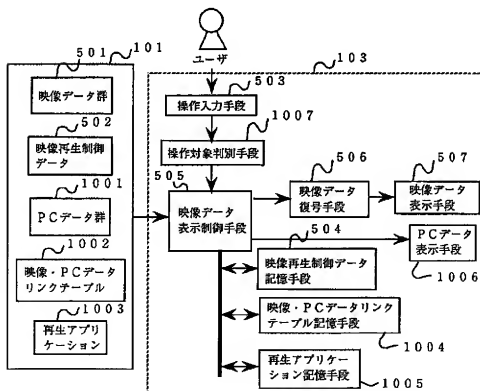 ユーザ
101
103
501
映像データ群
502
映像再生制御
データ
1001
PCデータ群
1002
映像・PCデータ
リンクテーブル
1003
再生アプリ
ケーション
503
操作入力手段
1007
操作対象判別手段
505
映像データ
表示制御手段
506
映像データ
復号手段
507
映像データ
表示手段
PC データ
表示手段
1006
504
映像再生制御データ
記憶手段
映像・PCデータリンク
テーブル記憶手段
1004
再生アプリ
ケーション記憶手段
1005